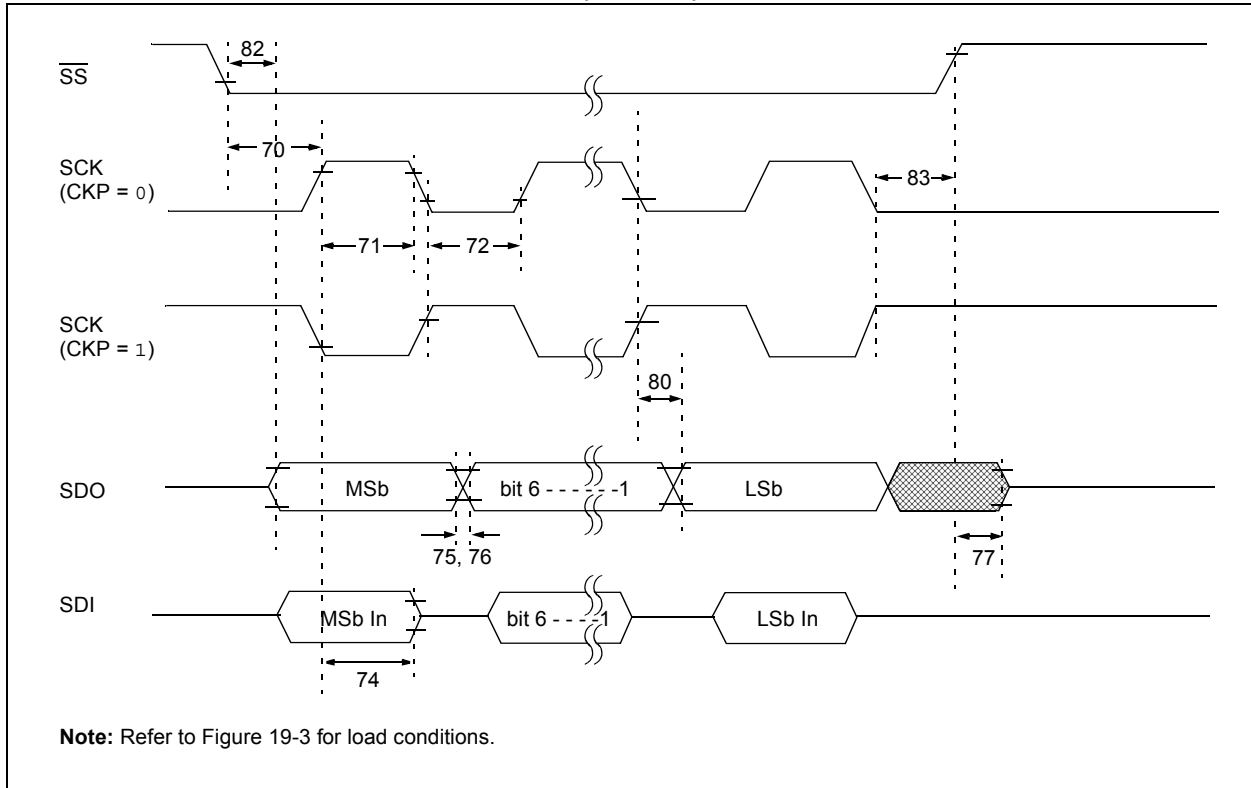 82
SS
70
SCK
(CKP = 0)
83
71
72
SCK
(CKP = 1)
80
SDO
MSb
bit 6 - - - - - -1
LSb
75, 76
77
SDI
MSb In
bit 6 - - - -1
LSb In
74
Note: Refer to Figure 19-3 for load conditions.